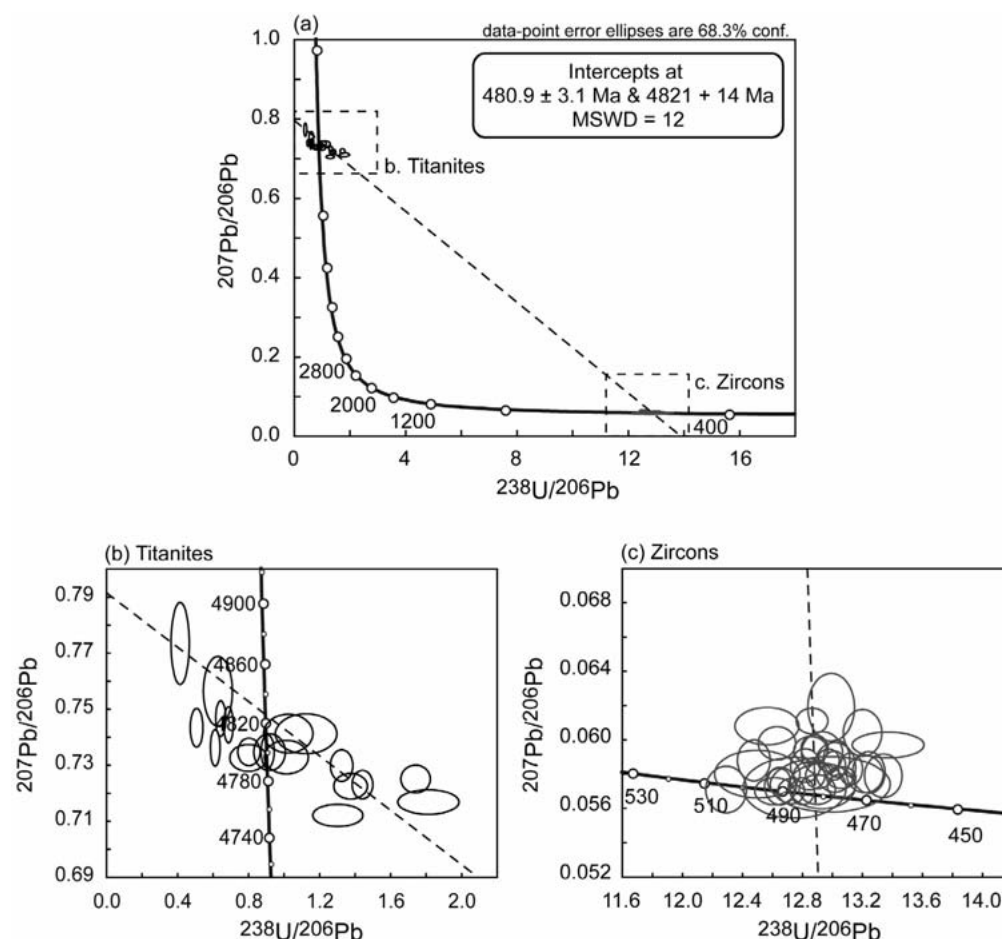 (a)
data-point error ellipses are 68.3% conf.
Intercepts at
480.9 ± 3.1 Ma & 4821 + 14 Ma
MSWD = 12
1.0
0.8
0.6
0.4
0.2
0.0
207Pb/206Pb
b. Titanites
c. Zircons
2800
2000
1200
400
0 4 8 12 16
238U/206Pb
(b) Titanites
0.79
0.77
0.75
0.73
0.71
0.69
207Pb/206Pb
4900
4860
4820
4780
4740
0.0 0.4 0.8 1.2 1.6 2.0
238U/206Pb
(c) Zircons
0.068
0.064
0.060
0.056
0.052
207Pb/206Pb
530 510 490 470 450
11.6 12.0 12.4 12.8 13.2 13.6 14.0
238U/206Pb